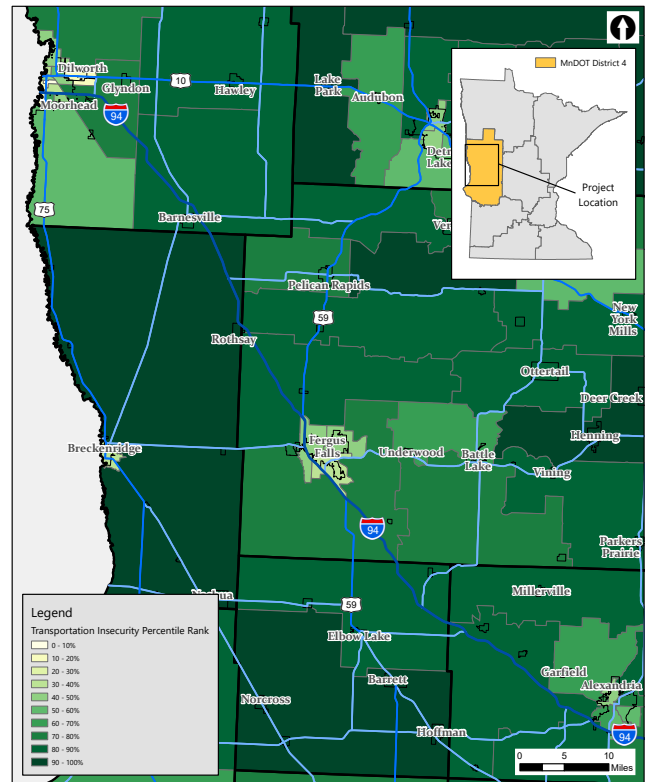 MnDOT District 4
Project
Location
Dilworth
Moorhead
Glyndon
94
10
Hawley
Lake
Park
Audubon
Detr
Lake
75
Barnesville
Ver
Pelican Rapids
59
New
York
Mills
Rothsay
Ottertail
Deer Creek
Henning
Breckenridge
Fergus
Falls
Underwood
Battle
Lake
Vining
94
Parkers
Prairie
Millerville
59
Elbow Lake
Garfield
Alexandria
Barrett
Norcross
Hoffman
94
Legend
Transportation Insecurity Percentile Rank
0 - 10%
10 - 20%
20 - 30%
30 - 40%
40 - 50%
50 - 60%
60 - 70%
70 - 80%
80 - 90%
90 - 100%
0 5 10
Miles